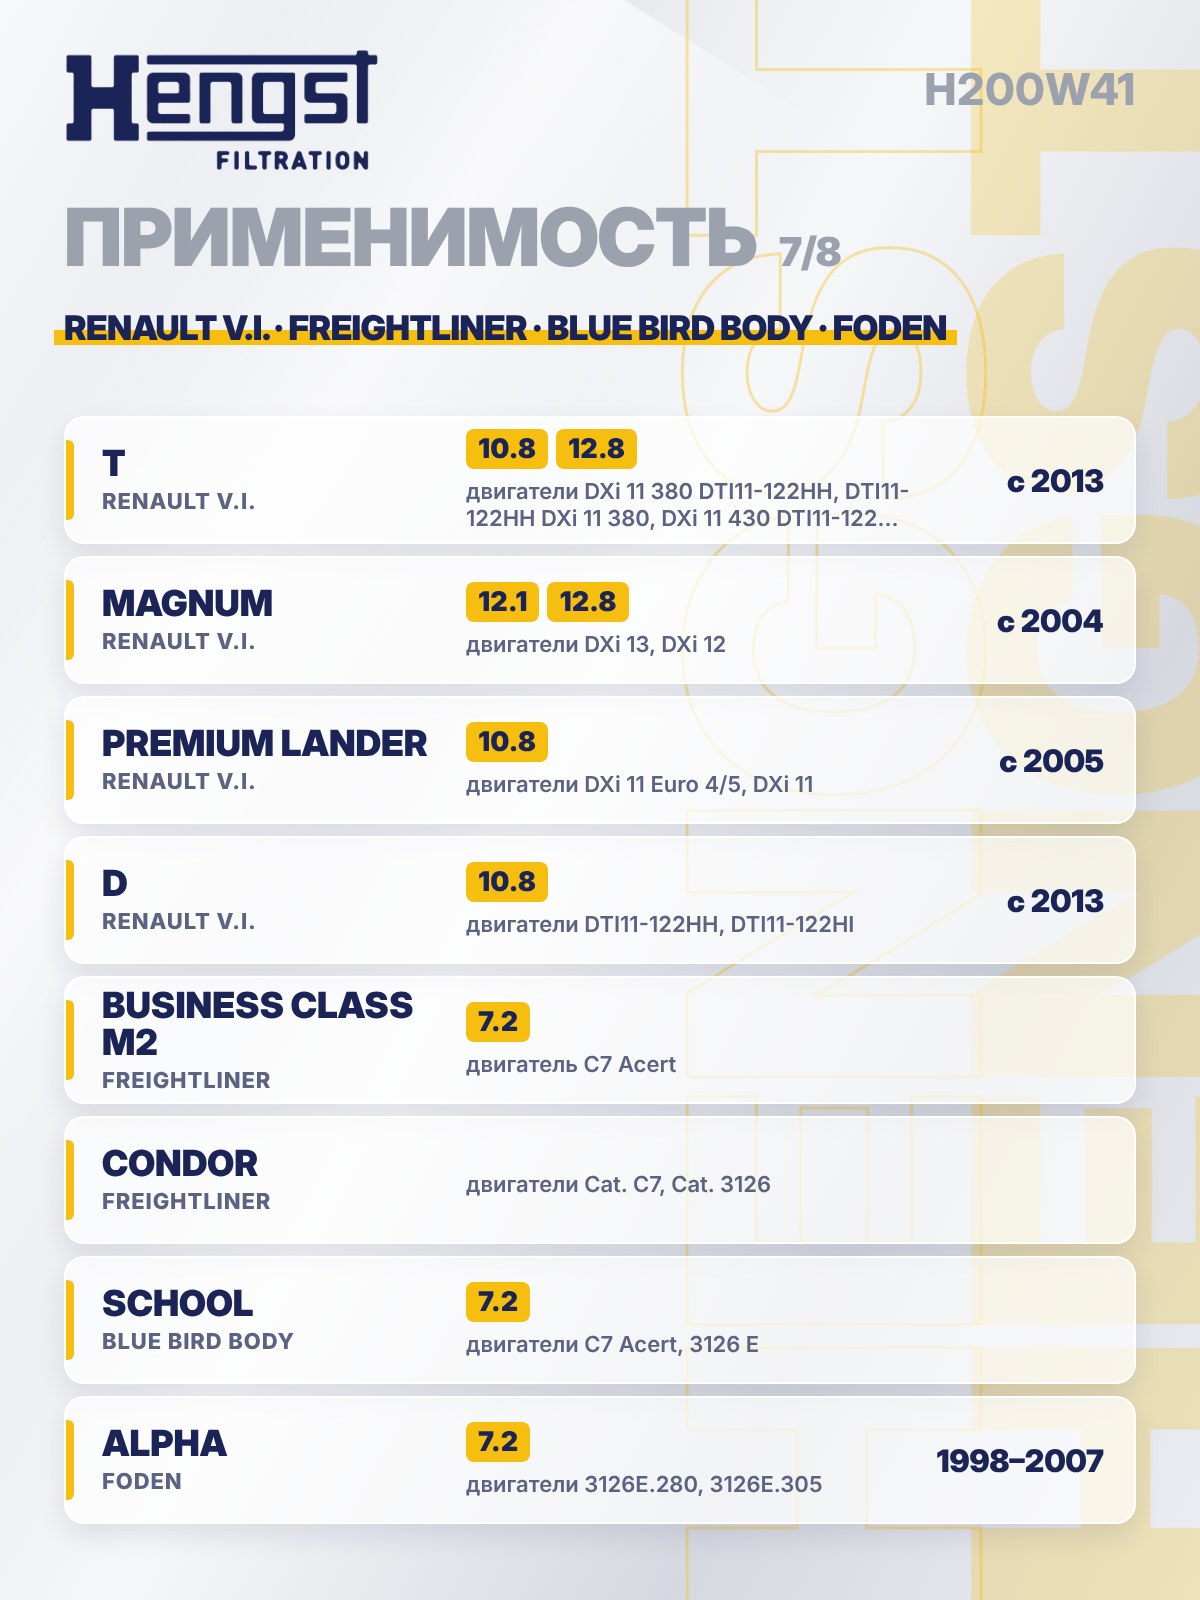 Hengst
FILTRATION
H200W41
ПРИМЕНИМОСТЬ 7/8
RENAULT V.I. · FREIGHTLINER · BLUE BIRD BODY · FODEN
T
RENAULT V.I.
10.8 12.8
двигатели DXi 11 380 DTI11-122HH, DTI11-
122HH DXi 11 380, DXi 11 430 DTI11-122...
с 2013
MAGNUM
RENAULT V.I.
12.1 12.8
двигатели DXi 13, DXi 12
с 2004
PREMIUM LANDER
RENAULT V.I.
10.8
двигатели DXi 11 Euro 4/5, DXi 11
с 2005
D
RENAULT V.I.
10.8
двигатели DTI11-122HH, DTI11-122HI
с 2013
BUSINESS CLASS
M2
FREIGHTLINER
7.2
двигатель C7 Acert
CONDOR
FREIGHTLINER
двигатели Cat. C7, Cat. 3126
SCHOOL
BLUE BIRD BODY
7.2
двигатели C7 Acert, 3126 E
ALPHA
FODEN
7.2
двигатели 3126E.280, 3126E.305
1998–2007
HENGST
HENGST